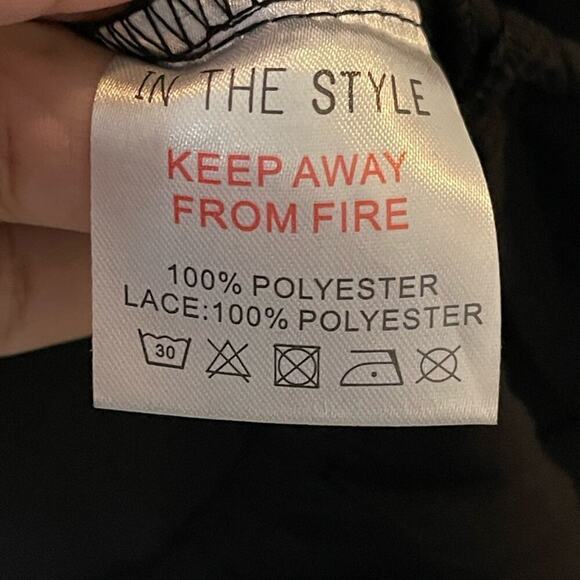 IN THE STYLE
KEEP AWAY
FROM FIRE
100% POLYESTER
LACE:100% POLYESTER
30